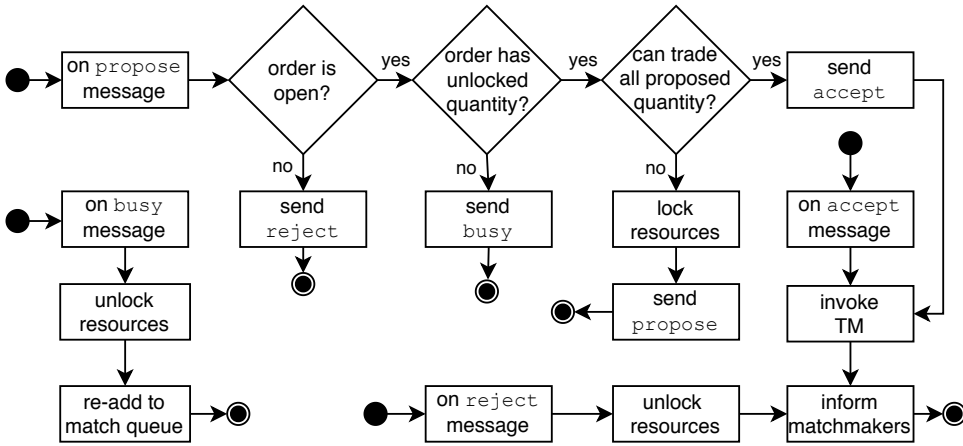 on propose
message
order is
open?
yes
order has
unlocked
quantity?
yes
can trade
all proposed
quantity?
yes
send
accept
no
no
no
on busy
message
send
reject
send
busy
lock
resources
on accept
message
unlock
resources
send
propose
invoke
TM
re-add to
match queue
on reject
message
unlock
resources
inform
matchmakers